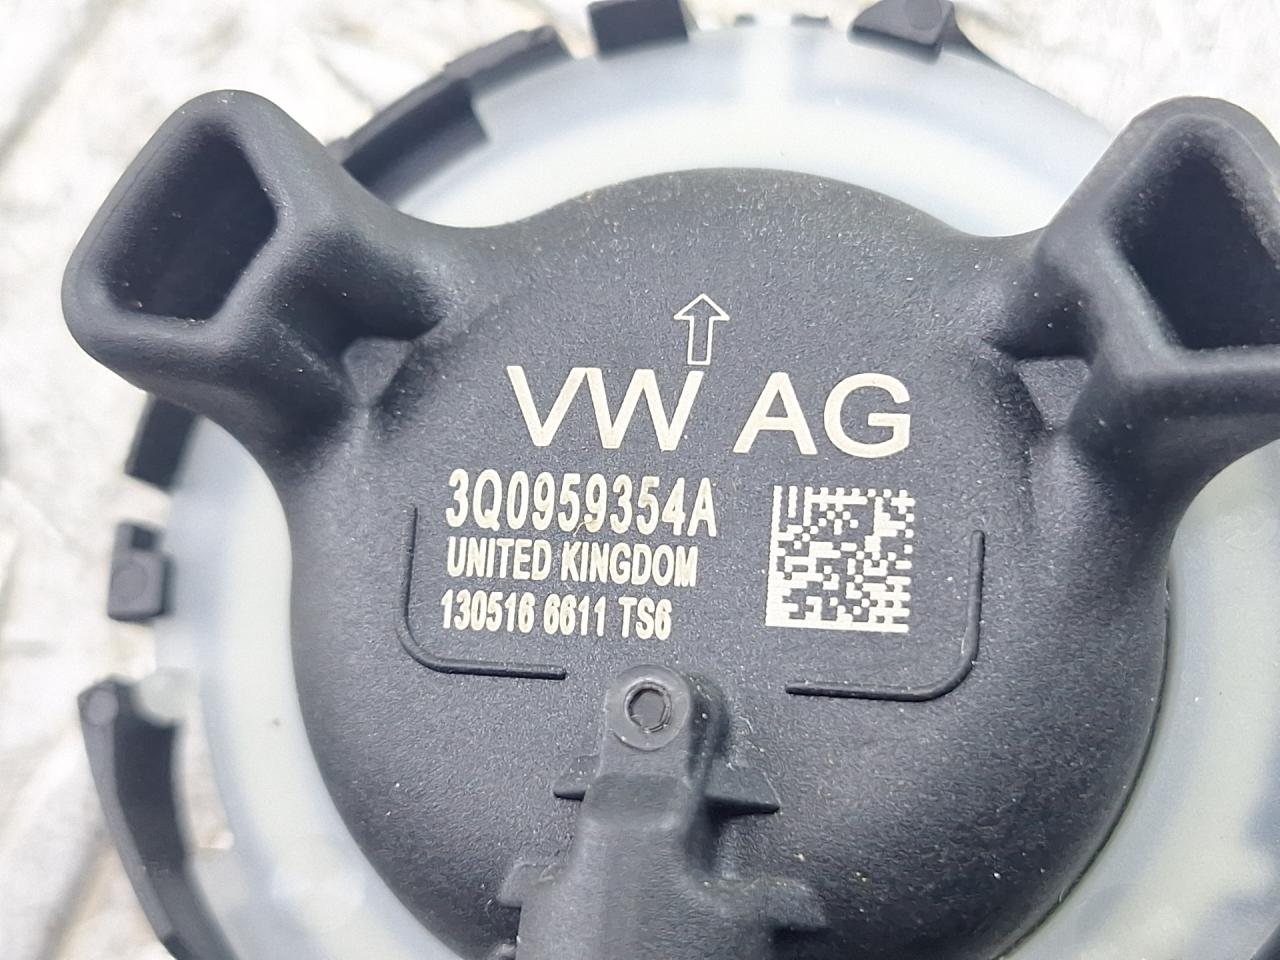 VW AG
3Q0959354A
UNITED KINGDOM
130516 6611 TS6